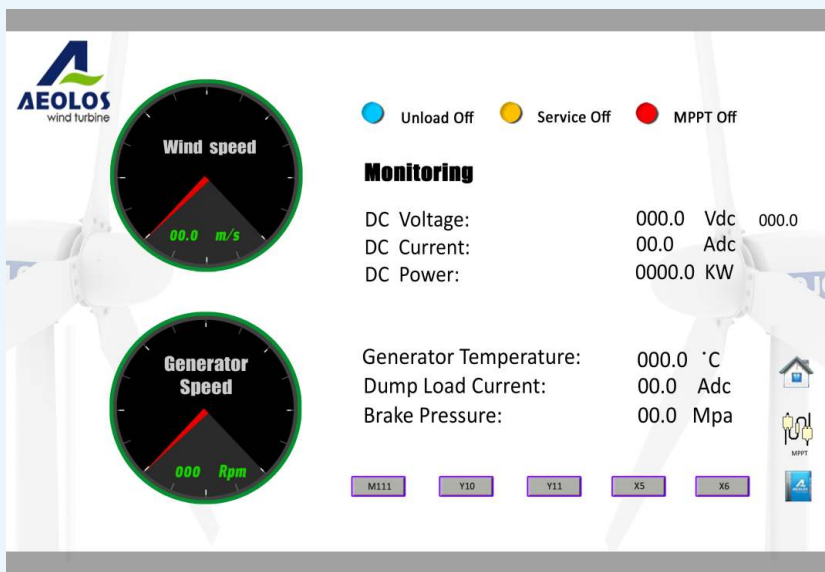 AEOLOS
wind turbine
Wind speed
00.0 m/s
Unload Off
Service Off
MPPT Off
Monitoring
DC Voltage: 000.0 Vdc 000.0
DC Current: 00.0 Adc
DC Power: 0000.0 KW
Generator
Speed
000 Rpm
Generator Temperature: 000.0 °C
Dump Load Current: 00.0 Adc
Brake Pressure: 00.0 Mpa
MPPT
M111
Y10
Y11
X5
X6
AEOLOS